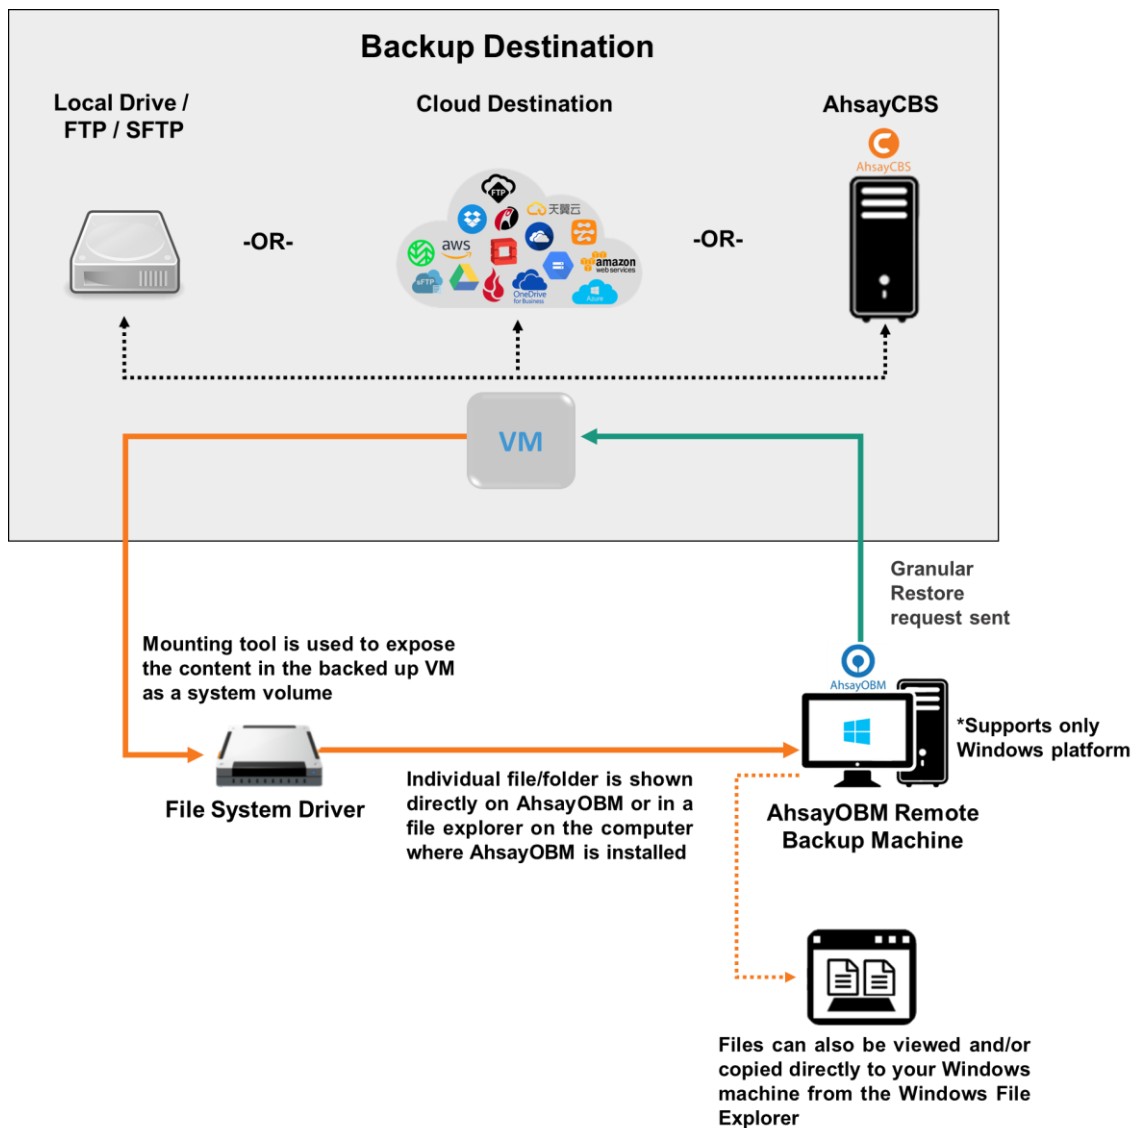 Backup Destination
Local Drive /
FTP / SFTP
Cloud Destination
AhsayCBS
AhsayCBS
FTP
天翼云
aws
amazon
web services
sFTP
OneDrive
for Business
Azure
-OR-
-OR-
VM
Granular
Restore
request sent
Mounting tool is used to expose
the content in the backed up VM
as a system volume
AhsayOBM
*Supports only
Windows platform
File System Driver
Individual file/folder is shown
directly on AhsayOBM or in a
file explorer on the computer
where AhsayOBM is installed
AhsayOBM Remote
Backup Machine
Files can also be viewed and/or
copied directly to your Windows
machine from the Windows File
Explorer